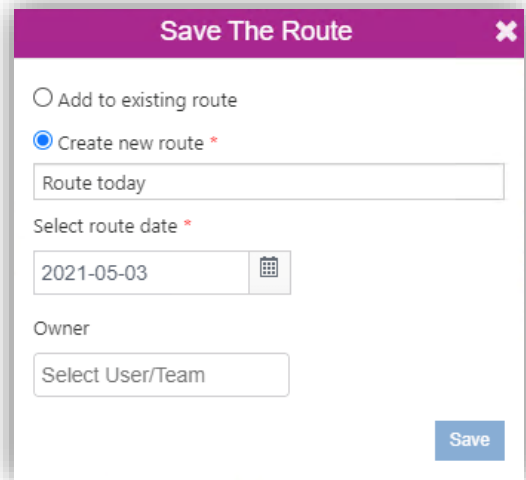 Save The Route
Add to existing route
Create new route *
Route today
Select route date *
2021-05-03
Owner
Select User/Team
Save